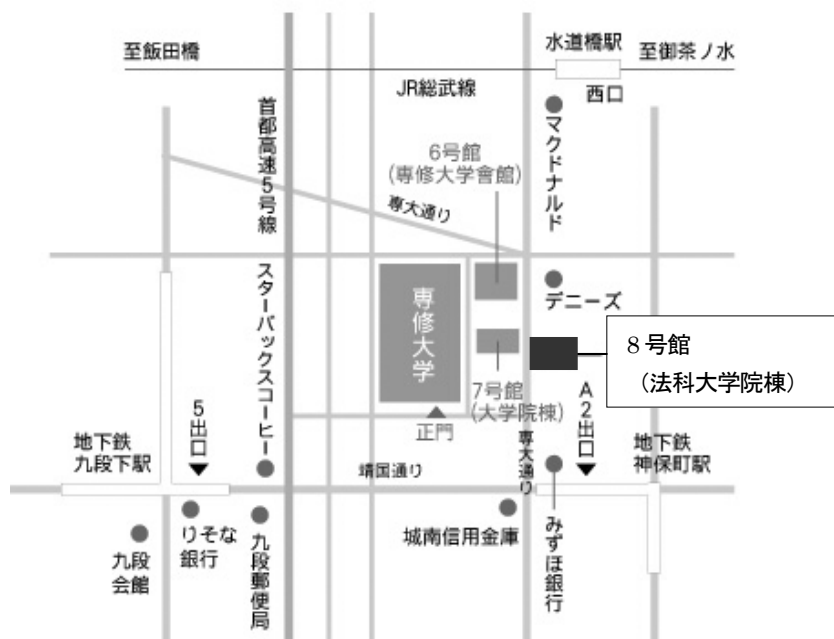 至飯田橋
水道橋駅
至御茶ノ水
JR総武線
西口
首都高速5号線
マクドナルド
6号館
(専修大学會館)
専大通り
スターバックスコーヒー
専修大学
デニーズ
8号館
(法科大学院棟)
7号館
(大学院棟)
正門
5出口
A2出口
専大通り
地下鉄
九段下駅
地下鉄
神保町駅
靖国通り
りそな
銀行
九段
会館
九段郵便局
城南信用金庫
みずほ銀行